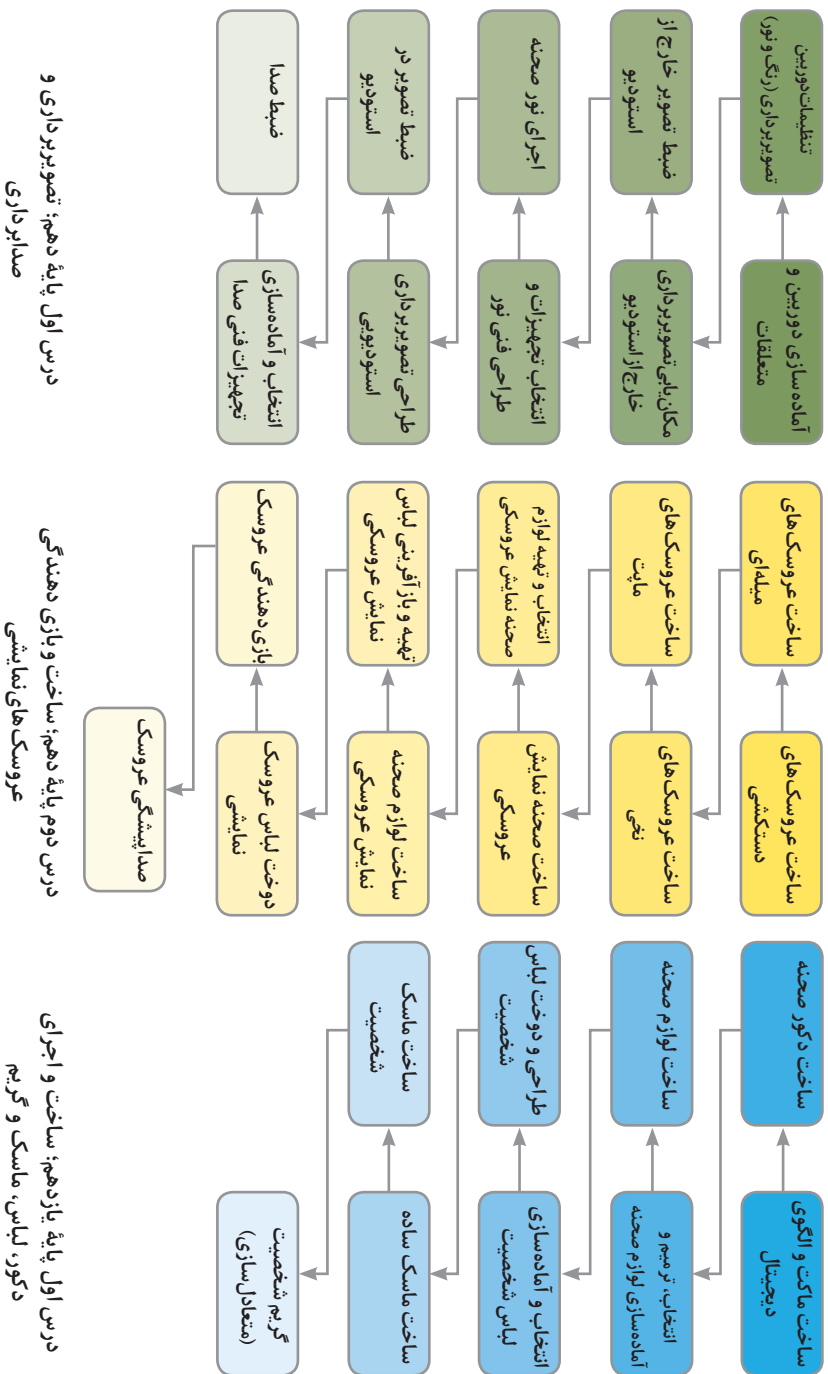 ساخت ماکت و الگوی
دیجیتال
ساخت دکور صحنه
انتخاب، ترمیم و
آماده‌سازی لوازم صحنه
ساخت لوازم صحنه
انتخاب و آماده‌سازی
لباس شخصیت
طراحی و دوخت لباس
شخصیت
ساخت ماسک ساده
ساخت ماسک
شخصیت
گریم شخصیت
(متعادل‌سازی)
درس اول پایۀ یازدهم: ساخت و اجرای
دکور، لباس، ماسک و گریم
ساخت عروسک‌های
دستکشی
ساخت عروسک‌های
میله‌ای
ساخت عروسک‌های
نخی
ساخت عروسک‌های
ماپت
ساخت صحنه نمایش
عروسکی
انتخاب و تهیه لوازم
صحنه نمایش عروسکی
ساخت لوازم صحنه
نمایش عروسکی
تهیه و بازآفرینی لباس
نمایش عروسکی
دوخت لباس عروسک
نمایشی
بازی دهندگی عروسک
صداپیشگی عروسک
درس دوم پایۀ دهم: ساخت و بازی دهندگی
عروسک‌های نمایشی
آماده سازی دوربین و
متعلقات
تنظیمات دوربین
تصویربرداری (رنگ و نور)
مکان‌یابی تصویربرداری
خارج از استودیو
ضبط تصویر خارج از
استودیو
انتخاب تجهیزات و
طراحی فنی نور
اجرای نور صحنه
طراحی تصویربرداری
استودیویی
ضبط تصویر در
استودیو
انتخاب و آماده‌سازی
تجهیزات فنی صدا
ضبط صدا
درس اول پایۀ دهم: تصویربرداری و
صدابرداری